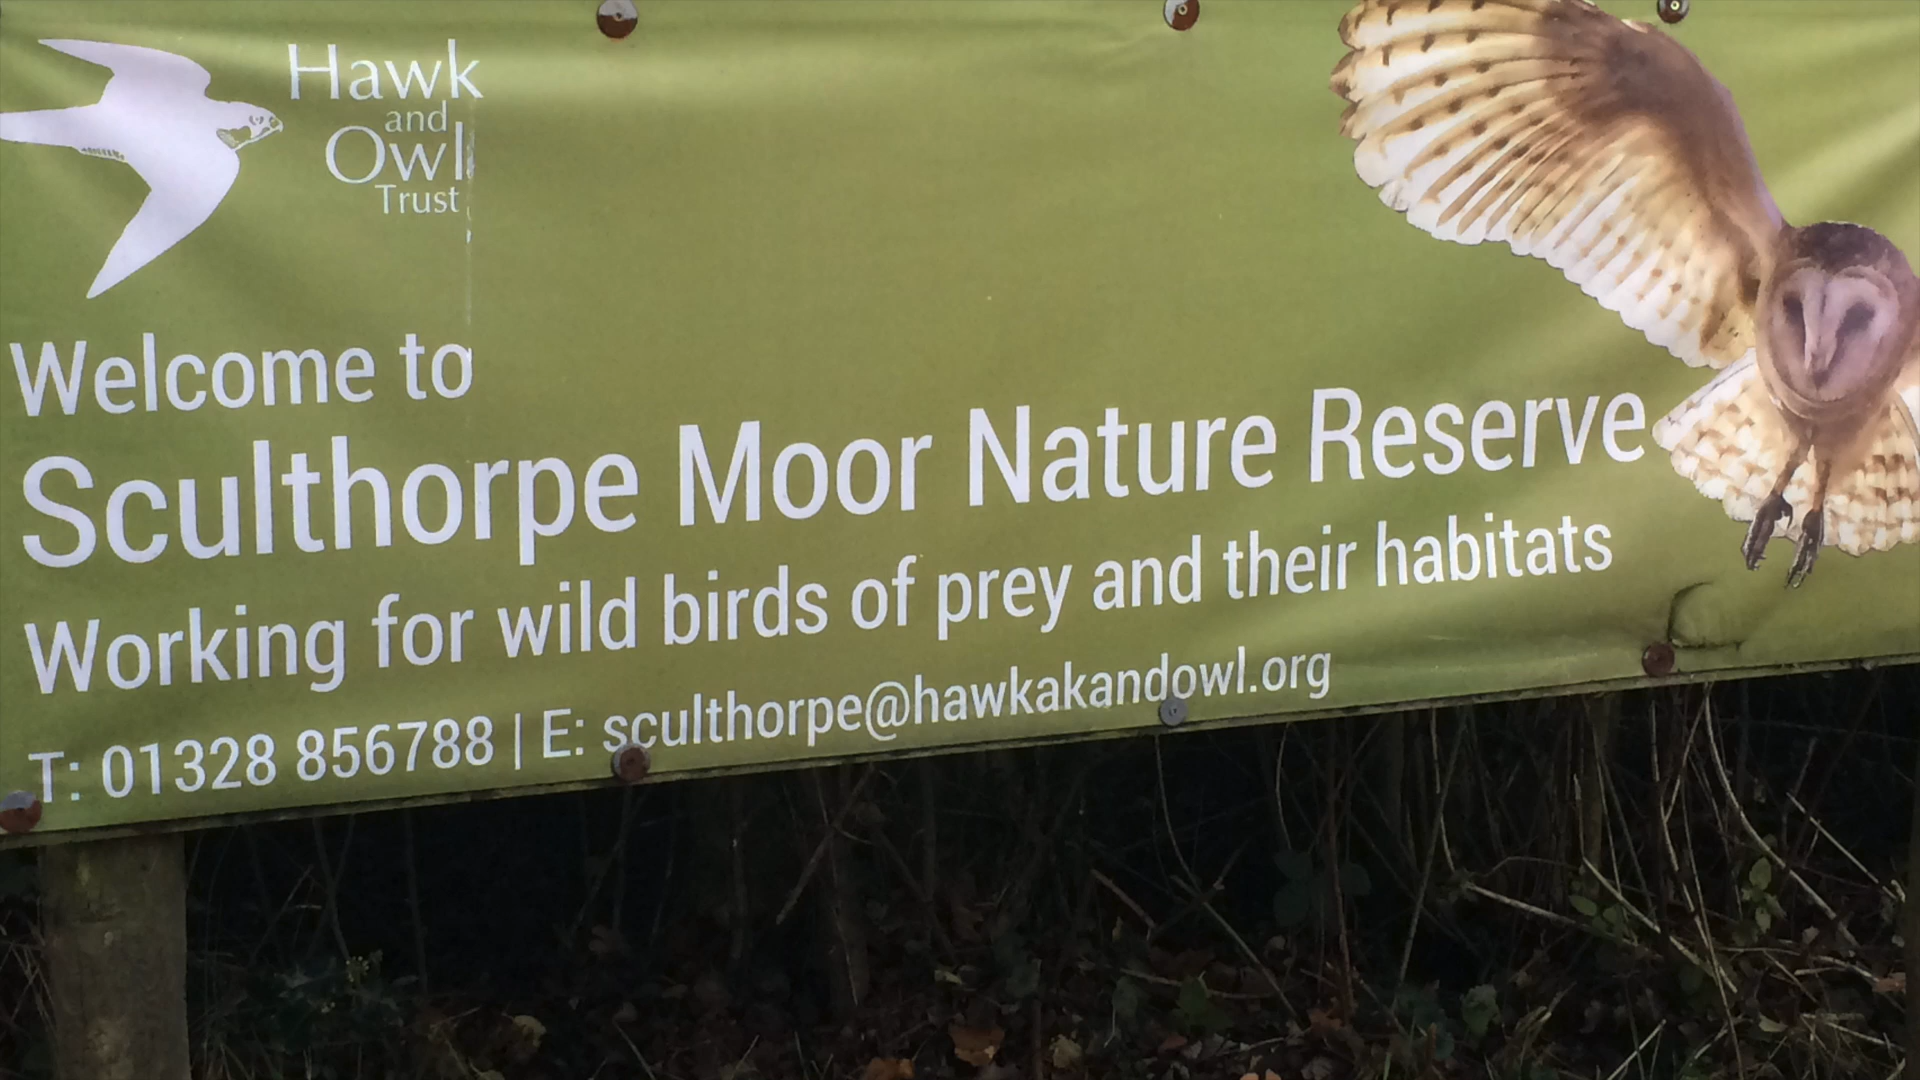 Hawk
and
Owl
Trust
Welcome to
Sculthorpe Moor Nature Reserve
Working for wild birds of prey and their habitats
T: 01328 856788 | E: sculthorpe@hawkakandowl.org